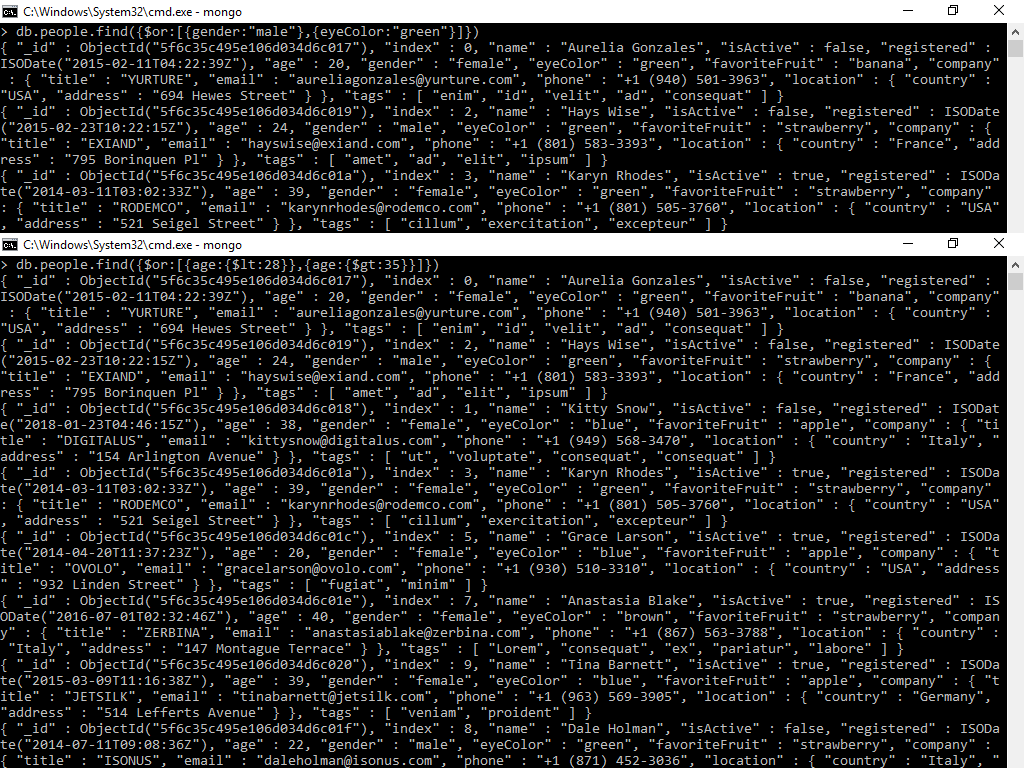 C:\Windows\System32\cmd.exe - mongo
> db.people.find({$or:[{gender:"male"},{eyeColor:"green"}]})
{ "_id" : ObjectId("5f6c35c495e106d034d6c017"), "index" : 0, "name" : "Aurelia Gonzales", "isActive" : false, "registered" :
ISODate("2015-02-11T04:22:39Z"), "age" : 20, "gender" : "female", "eyeColor" : "green", "favoriteFruit" : "banana", "company"
 : { "title" : "YURTURE", "email" : "aureliagonzales@yurture.com", "phone" : "+1 (940) 501-3963", "location" : { "country" :
"USA", "address" : "694 Hewes Street" } }, "tags" : [ "enim", "id", "velit", "ad", "consequat" ] }
{ "_id" : ObjectId("5f6c35c495e106d034d6c019"), "index" : 2, "name" : "Hays Wise", "isActive" : false, "registered" : ISODate
("2015-02-23T10:22:15Z"), "age" : 24, "gender" : "male", "eyeColor" : "green", "favoriteFruit" : "strawberry", "company" : {
"title" : "EXIAND", "email" : "hayswise@exiand.com", "phone" : "+1 (801) 583-3393", "location" : { "country" : "France", "add
ress" : "795 Borinquen Pl" } }, "tags" : [ "amet", "ad", "elit", "ipsum" ] }
{ "_id" : ObjectId("5f6c35c495e106d034d6c01a"), "index" : 3, "name" : "Karyn Rhodes", "isActive" : true, "registered" : ISODa
te("2014-03-11T03:02:33Z"), "age" : 39, "gender" : "female", "eyeColor" : "green", "favoriteFruit" : "strawberry", "company"
 : { "title" : "RODEMCO", "email" : "karynrhodes@rodemco.com", "phone" : "+1 (801) 505-3760", "location" : { "country" : "USA"
, "address" : "521 Seigel Street" } }, "tags" : [ "cillum", "exercitation", "excepteur" ] }
C:\Windows\System32\cmd.exe - mongo
> db.people.find({$or:[{age:{$lt:28}},{age:{$gt:35}}]})
{ "_id" : ObjectId("5f6c35c495e106d034d6c017"), "index" : 0, "name" : "Aurelia Gonzales", "isActive" : false, "registered" :
ISODate("2015-02-11T04:22:39Z"), "age" : 20, "gender" : "female", "eyeColor" : "green", "favoriteFruit" : "banana", "company"
 : { "title" : "YURTURE", "email" : "aureliagonzales@yurture.com", "phone" : "+1 (940) 501-3963", "location" : { "country" :
"USA", "address" : "694 Hewes Street" } }, "tags" : [ "enim", "id", "velit", "ad", "consequat" ] }
{ "_id" : ObjectId("5f6c35c495e106d034d6c019"), "index" : 2, "name" : "Hays Wise", "isActive" : false, "registered" : ISODate
("2015-02-23T10:22:15Z"), "age" : 24, "gender" : "male", "eyeColor" : "green", "favoriteFruit" : "strawberry", "company" : {
"title" : "EXIAND", "email" : "hayswise@exiand.com", "phone" : "+1 (801) 583-3393", "location" : { "country" : "France", "add
ress" : "795 Borinquen Pl" } }, "tags" : [ "amet", "ad", "elit", "ipsum" ] }
{ "_id" : ObjectId("5f6c35c495e106d034d6c018"), "index" : 1, "name" : "Kitty Snow", "isActive" : false, "registered" : ISODat
e("2018-01-23T04:46:15Z"), "age" : 38, "gender" : "female", "eyeColor" : "blue", "favoriteFruit" : "apple", "company" : { "ti
tle" : "DIGITALUS", "email" : "kittysnow@digitalus.com", "phone" : "+1 (949) 568-3470", "location" : { "country" : "Italy", "
address" : "154 Arlington Avenue" } }, "tags" : [ "ut", "voluptate", "consequat", "consequat" ] }
{ "_id" : ObjectId("5f6c35c495e106d034d6c01a"), "index" : 3, "name" : "Karyn Rhodes", "isActive" : true, "registered" : ISODa
te("2014-03-11T03:02:33Z"), "age" : 39, "gender" : "female", "eyeColor" : "green", "favoriteFruit" : "strawberry", "company"
 : { "title" : "RODEMCO", "email" : "karynrhodes@rodemco.com", "phone" : "+1 (801) 505-3760", "location" : { "country" : "USA"
, "address" : "521 Seigel Street" } }, "tags" : [ "cillum", "exercitation", "excepteur" ] }
{ "_id" : ObjectId("5f6c35c495e106d034d6c01c"), "index" : 5, "name" : "Grace Larson", "isActive" : true, "registered" : ISODa
te("2014-04-20T11:37:23Z"), "age" : 20, "gender" : "female", "eyeColor" : "blue", "favoriteFruit" : "apple", "company" : { "t
itle" : "OVOLO", "email" : "gracelarson@ovolo.com", "phone" : "+1 (930) 510-3310", "location" : { "country" : "USA", "address
" : "932 Linden Street" } }, "tags" : [ "fugiat", "minim" ] }
{ "_id" : ObjectId("5f6c35c495e106d034d6c01e"), "index" : 7, "name" : "Anastasia Blake", "isActive" : true, "registered" : IS
ODate("2016-07-01T02:32:46Z"), "age" : 40, "gender" : "female", "eyeColor" : "brown", "favoriteFruit" : "banana", "compan
y" : { "title" : "ZERBINA", "email" : "anastasiablake@zerbina.com", "phone" : "+1 (867) 563-3788", "location" : { "country" :
 "Italy", "address" : "147 Montague Terrace" } }, "tags" : [ "Lorem", "consequat", "ex", "pariatur", "labore" ] }
{ "_id" : ObjectId("5f6c35c495e106d034d6c020"), "index" : 9, "name" : "Tina Barnett", "isActive" : true, "registered" : ISODa
te("2015-03-09T11:16:38Z"), "age" : 39, "gender" : "female", "eyeColor" : "blue", "favoriteFruit" : "apple", "company" : { "t
itle" : "JETSILK", "email" : "tinabarnett@jetsilk.com", "phone" : "+1 (963) 569-3905", "location" : { "country" : "Germany",
"address" : "514 Lefferts Avenue" } }, "tags" : [ "veniam", "proident" ] }
{ "_id" : ObjectId("5f6c35c495e106d034d6c01f"), "index" : 8, "name" : "Dale Holman", "isActive" : false, "registered" : ISODa
te("2014-07-11T09:08:36Z"), "age" : 22, "gender" : "male", "eyeColor" : "green", "favoriteFruit" : "strawberry", "company" :
{ "title" : "ISONUS", "email" : "daleholman@isonus.com", "phone" : "+1 (871) 452-3036", "location" : { "country" : "Italy", "